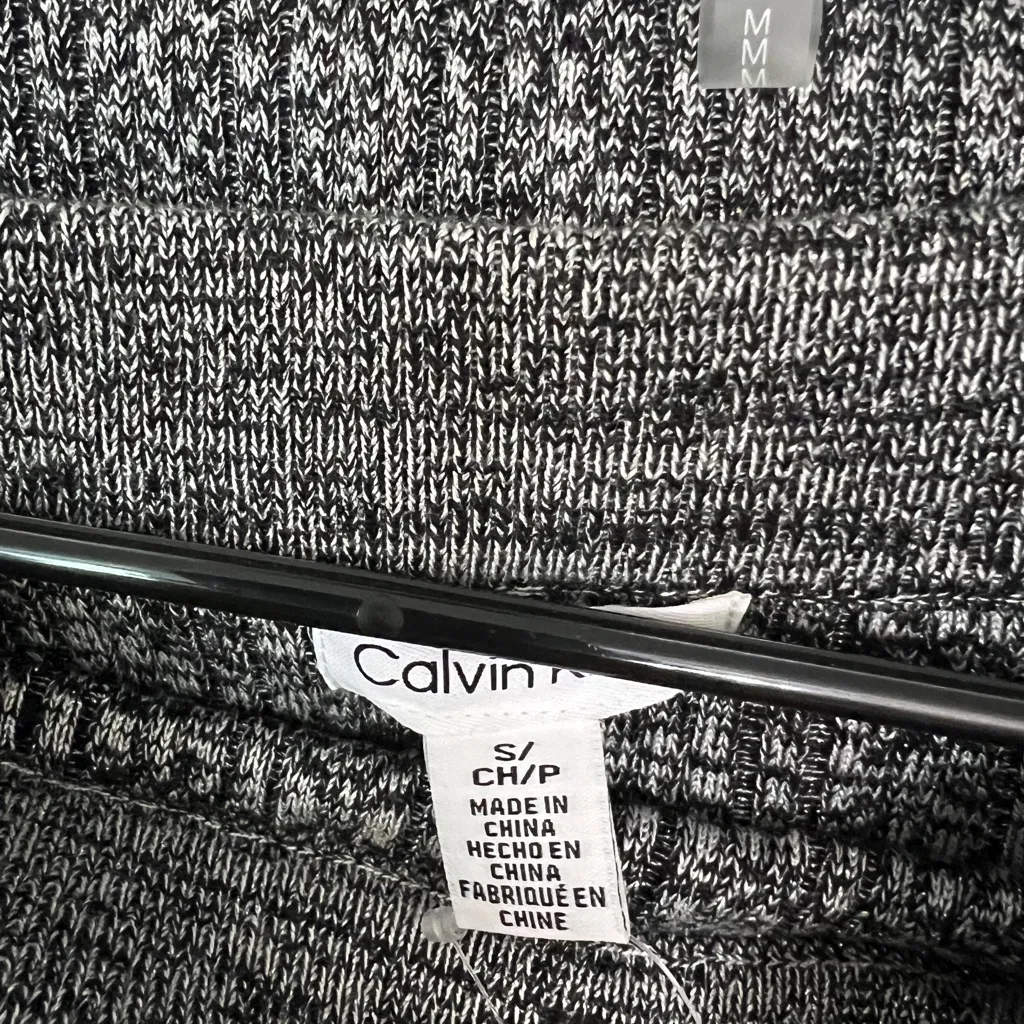 M
M
M
Calvin
S/
CH/P
MADE IN
CHINA
HECHO EN
CHINA
FABRIQUÉ EN
CHINE